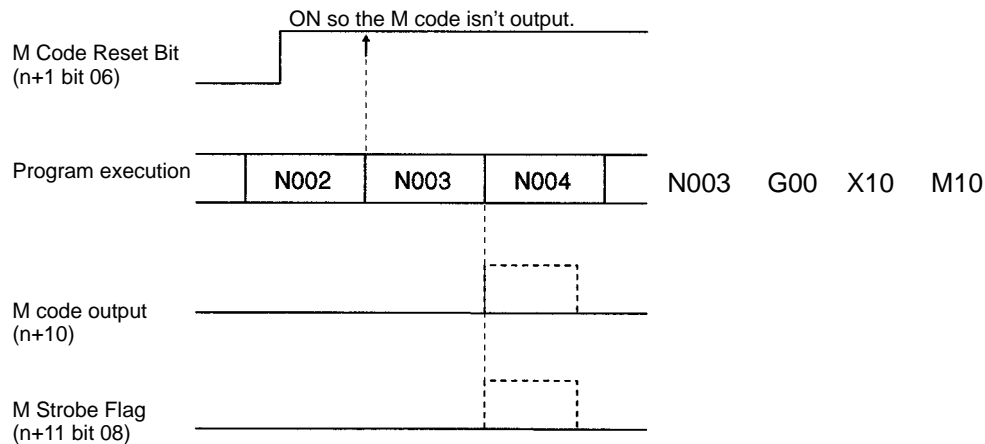 ON so the M code isn't output.
M Code Reset Bit
(n+1 bit 06)
Program execution
N002 N003 N004
N003 G00 X10 M10
M code output
(n+10)
M Strobe Flag
(n+11 bit 08)